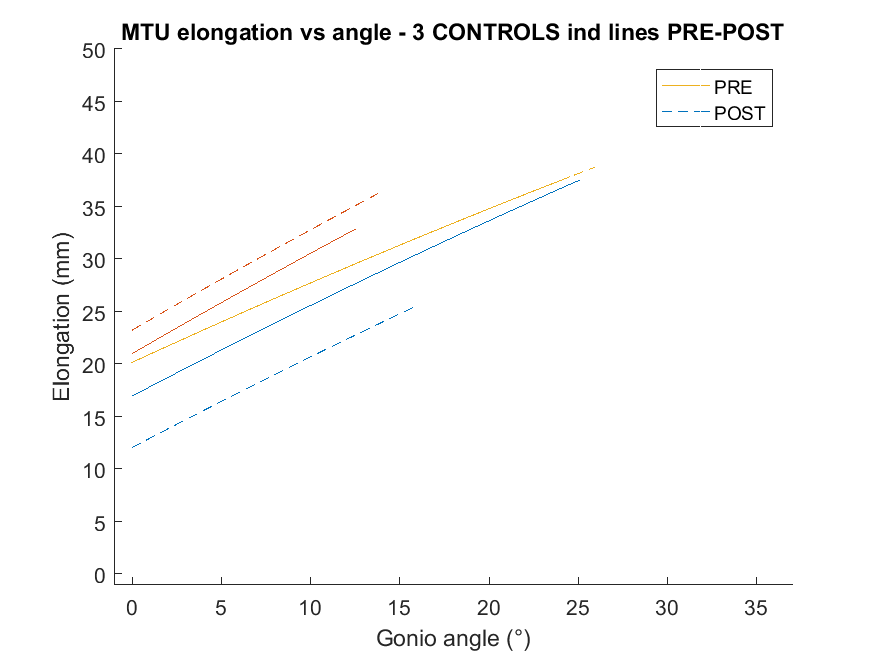 MTU elongation vs angle - 3 CONTROLS ind lines PRE-POST
50
45
40
35
30
25
20
15
10
5
0
Elongation (mm)
PRE
POST
0 5 10 15 20 25 30 35
Gonio angle (°)